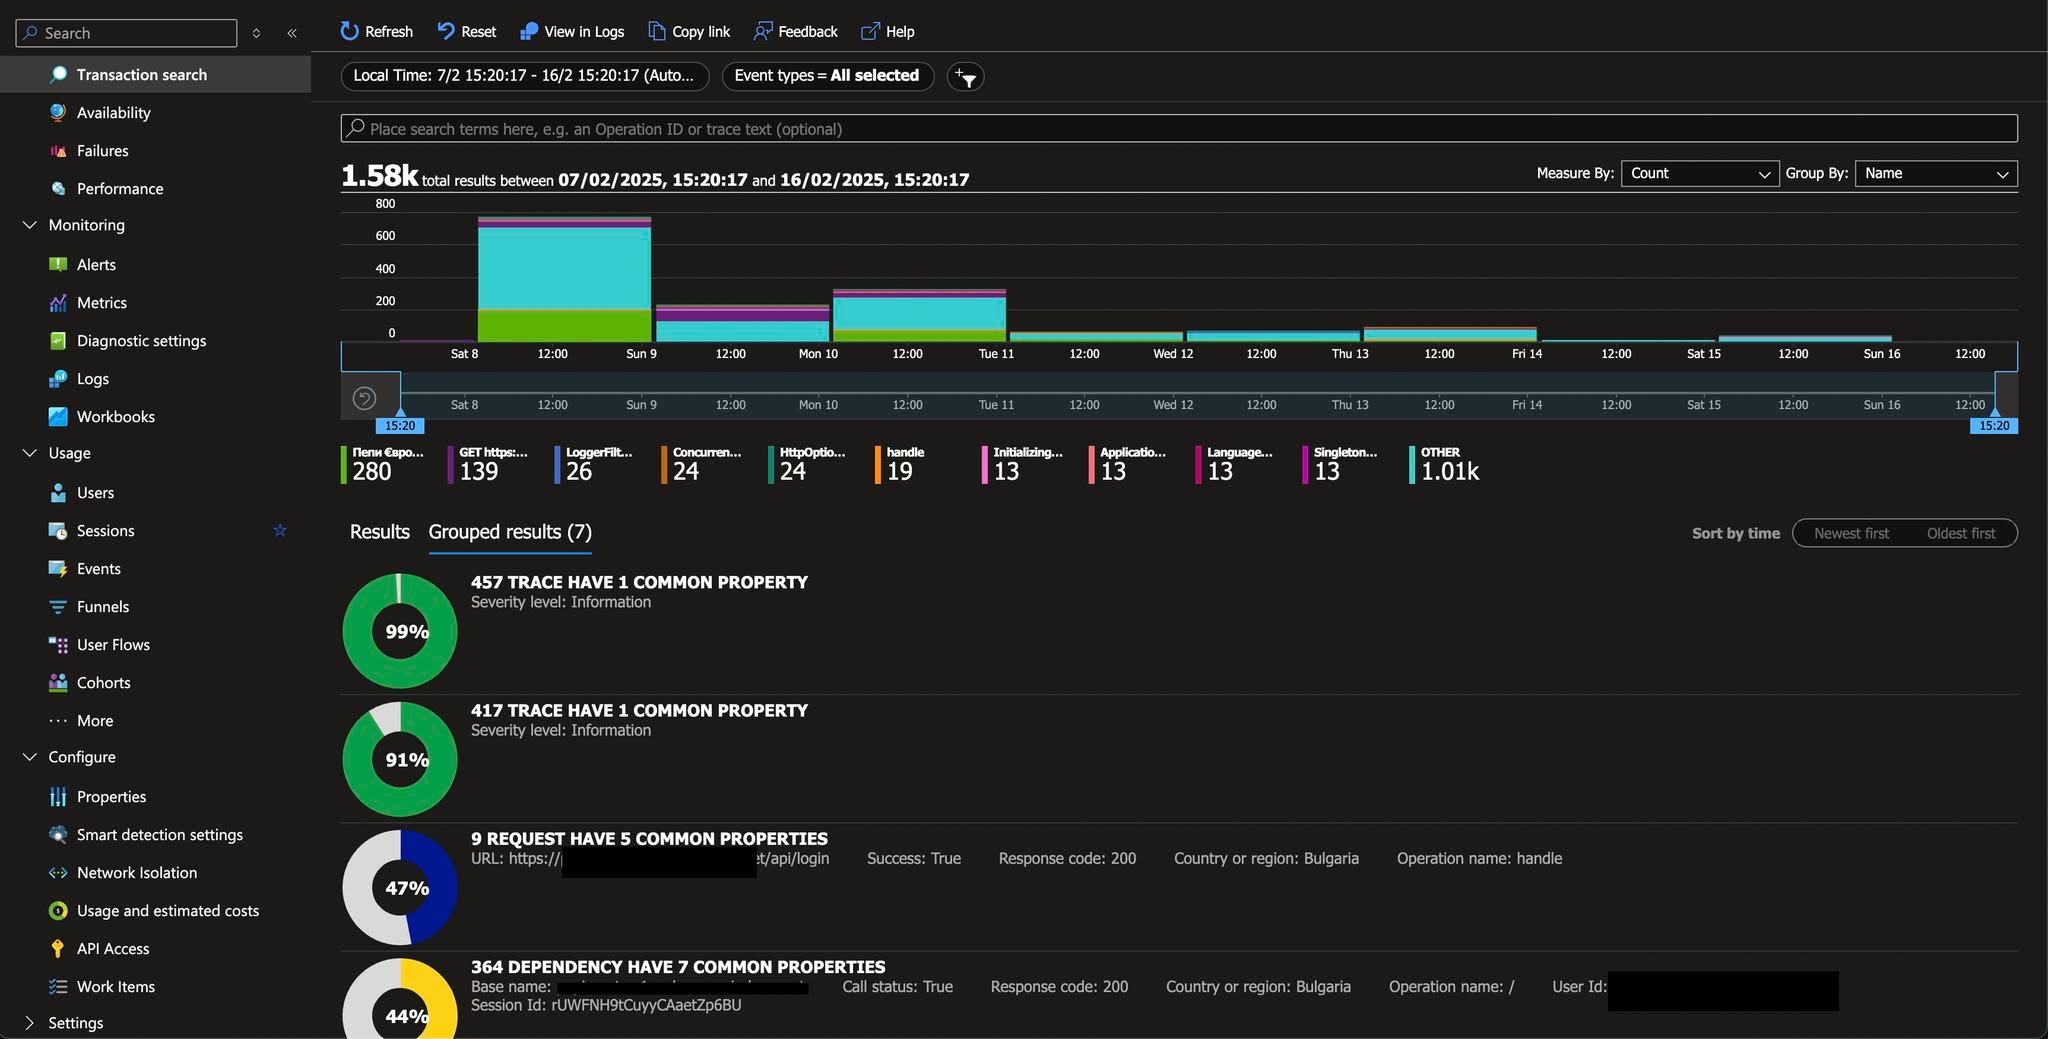 Search
Transaction search
Availability
Failures
Performance
Monitoring
Alerts
Metrics
Diagnostic settings
Logs
Workbooks
Usage
Users
Sessions
Events
Funnels
User Flows
Cohorts
More
Configure
Properties
Smart detection settings
Network Isolation
Usage and estimated costs
API Access
Work Items
Settings
Refresh Reset View in Logs Copy link Feedback Help
Local Time: 7/2 15:20:17 - 16/2 15:20:17 (Auto... Event types = All selected
Place search terms here, e.g. an Operation ID or trace text (optional)
1.58k total results between 07/02/2025, 15:20:17 and 16/02/2025, 15:20:17
Measure By: Count Group By: Name
800
600
400
200
0
Sat 8 12:00 Sun 9 12:00 Mon 10 12:00 Tue 11 12:00 Wed 12 12:00 Thu 13 12:00 Fri 14 12:00 Sat 15 12:00 Sun 16 12:00
Sat 8 12:00 Sun 9 12:00 Mon 10 12:00 Tue 11 12:00 Wed 12 12:00 Thu 13 12:00 Fri 14 12:00 Sat 15 12:00 Sun 16 12:00
15:20 15:20
Пепи €вро... GET https:... LoggerFilt... Concurren... HttpOptio... handle Initializing... Applicatio... Language... Singleton... OTHER
280 139 26 24 24 19 13 13 13 13 1.01k
Results Grouped results (7)
Sort by time Newest first Oldest first
99%
457 TRACE HAVE 1 COMMON PROPERTY
Severity level: Information
91%
417 TRACE HAVE 1 COMMON PROPERTY
Severity level: Information
47%
9 REQUEST HAVE 5 COMMON PROPERTIES
URL: https:// et/api/login Success: True Response code: 200 Country or region: Bulgaria Operation name: handle
44%
364 DEPENDENCY HAVE 7 COMMON PROPERTIES
Base name: Call status: True Response code: 200 Country or region: Bulgaria Operation name: / User Id:
Session Id: rUWFNH9tCuyyCAaetZp6BU